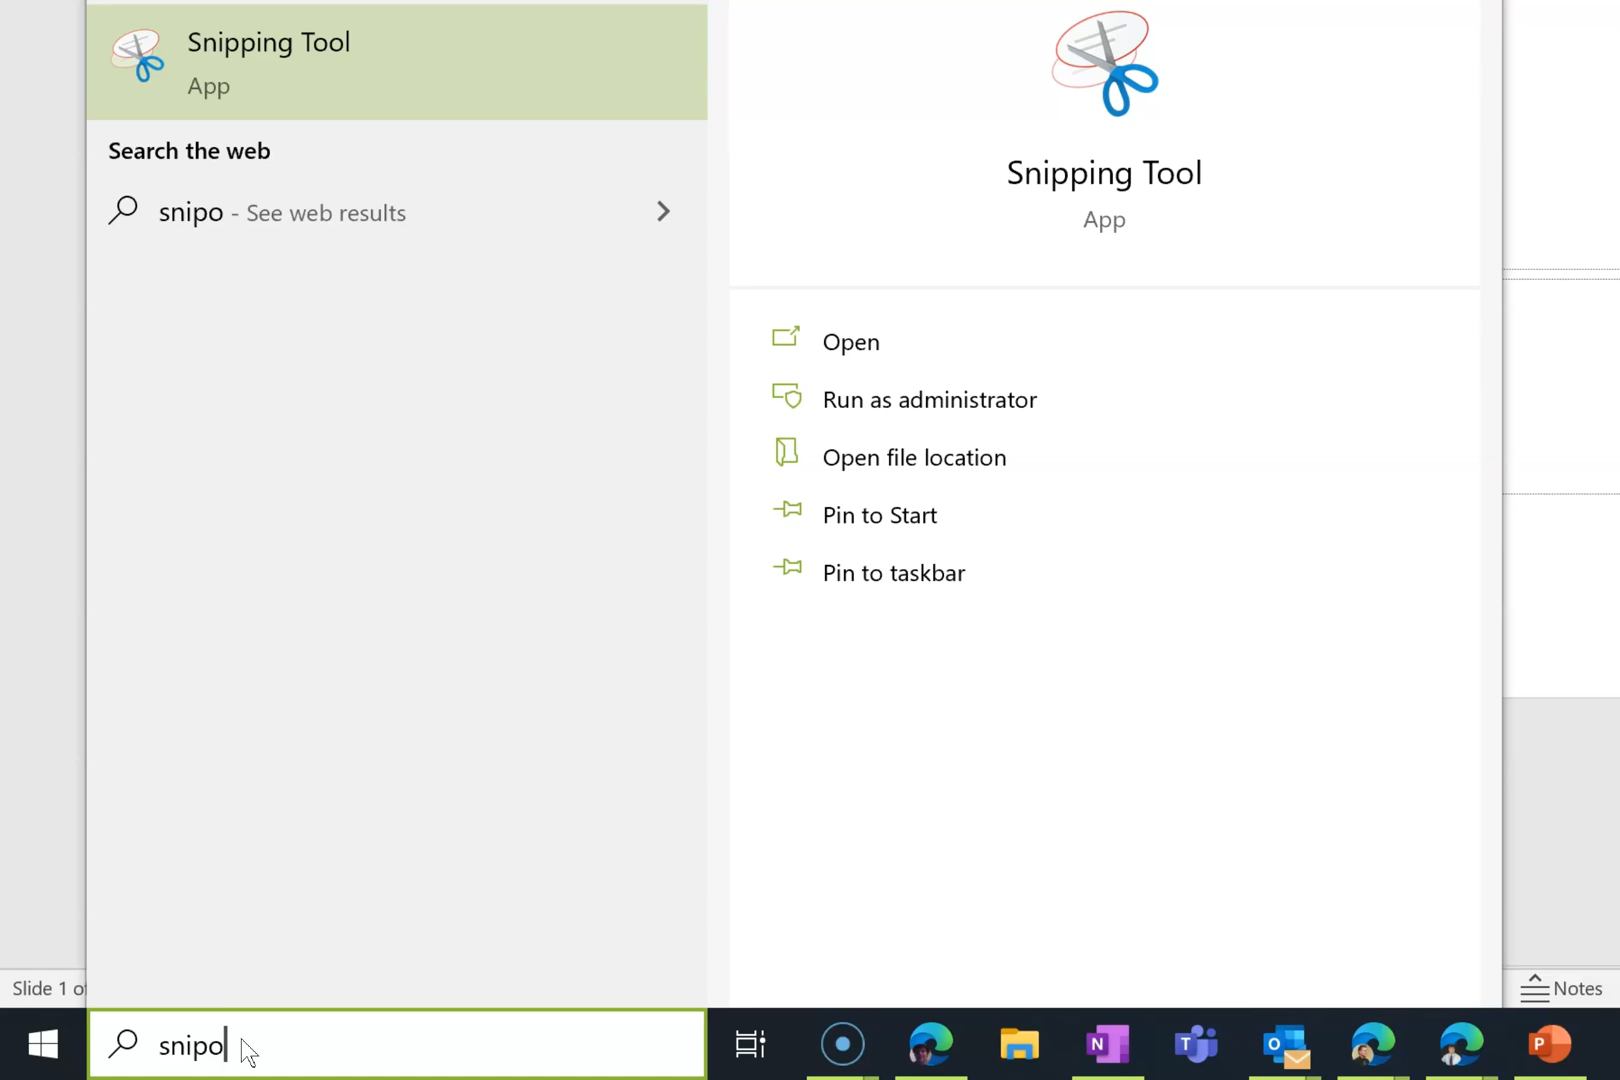 Snipping Tool
App
Search the web
snipo - See web results
Snipping Tool
App
Open
Run as administrator
Open file location
Pin to Start
Pin to taskbar
Slide 1 of
Notes
snipo
N
T
O
P